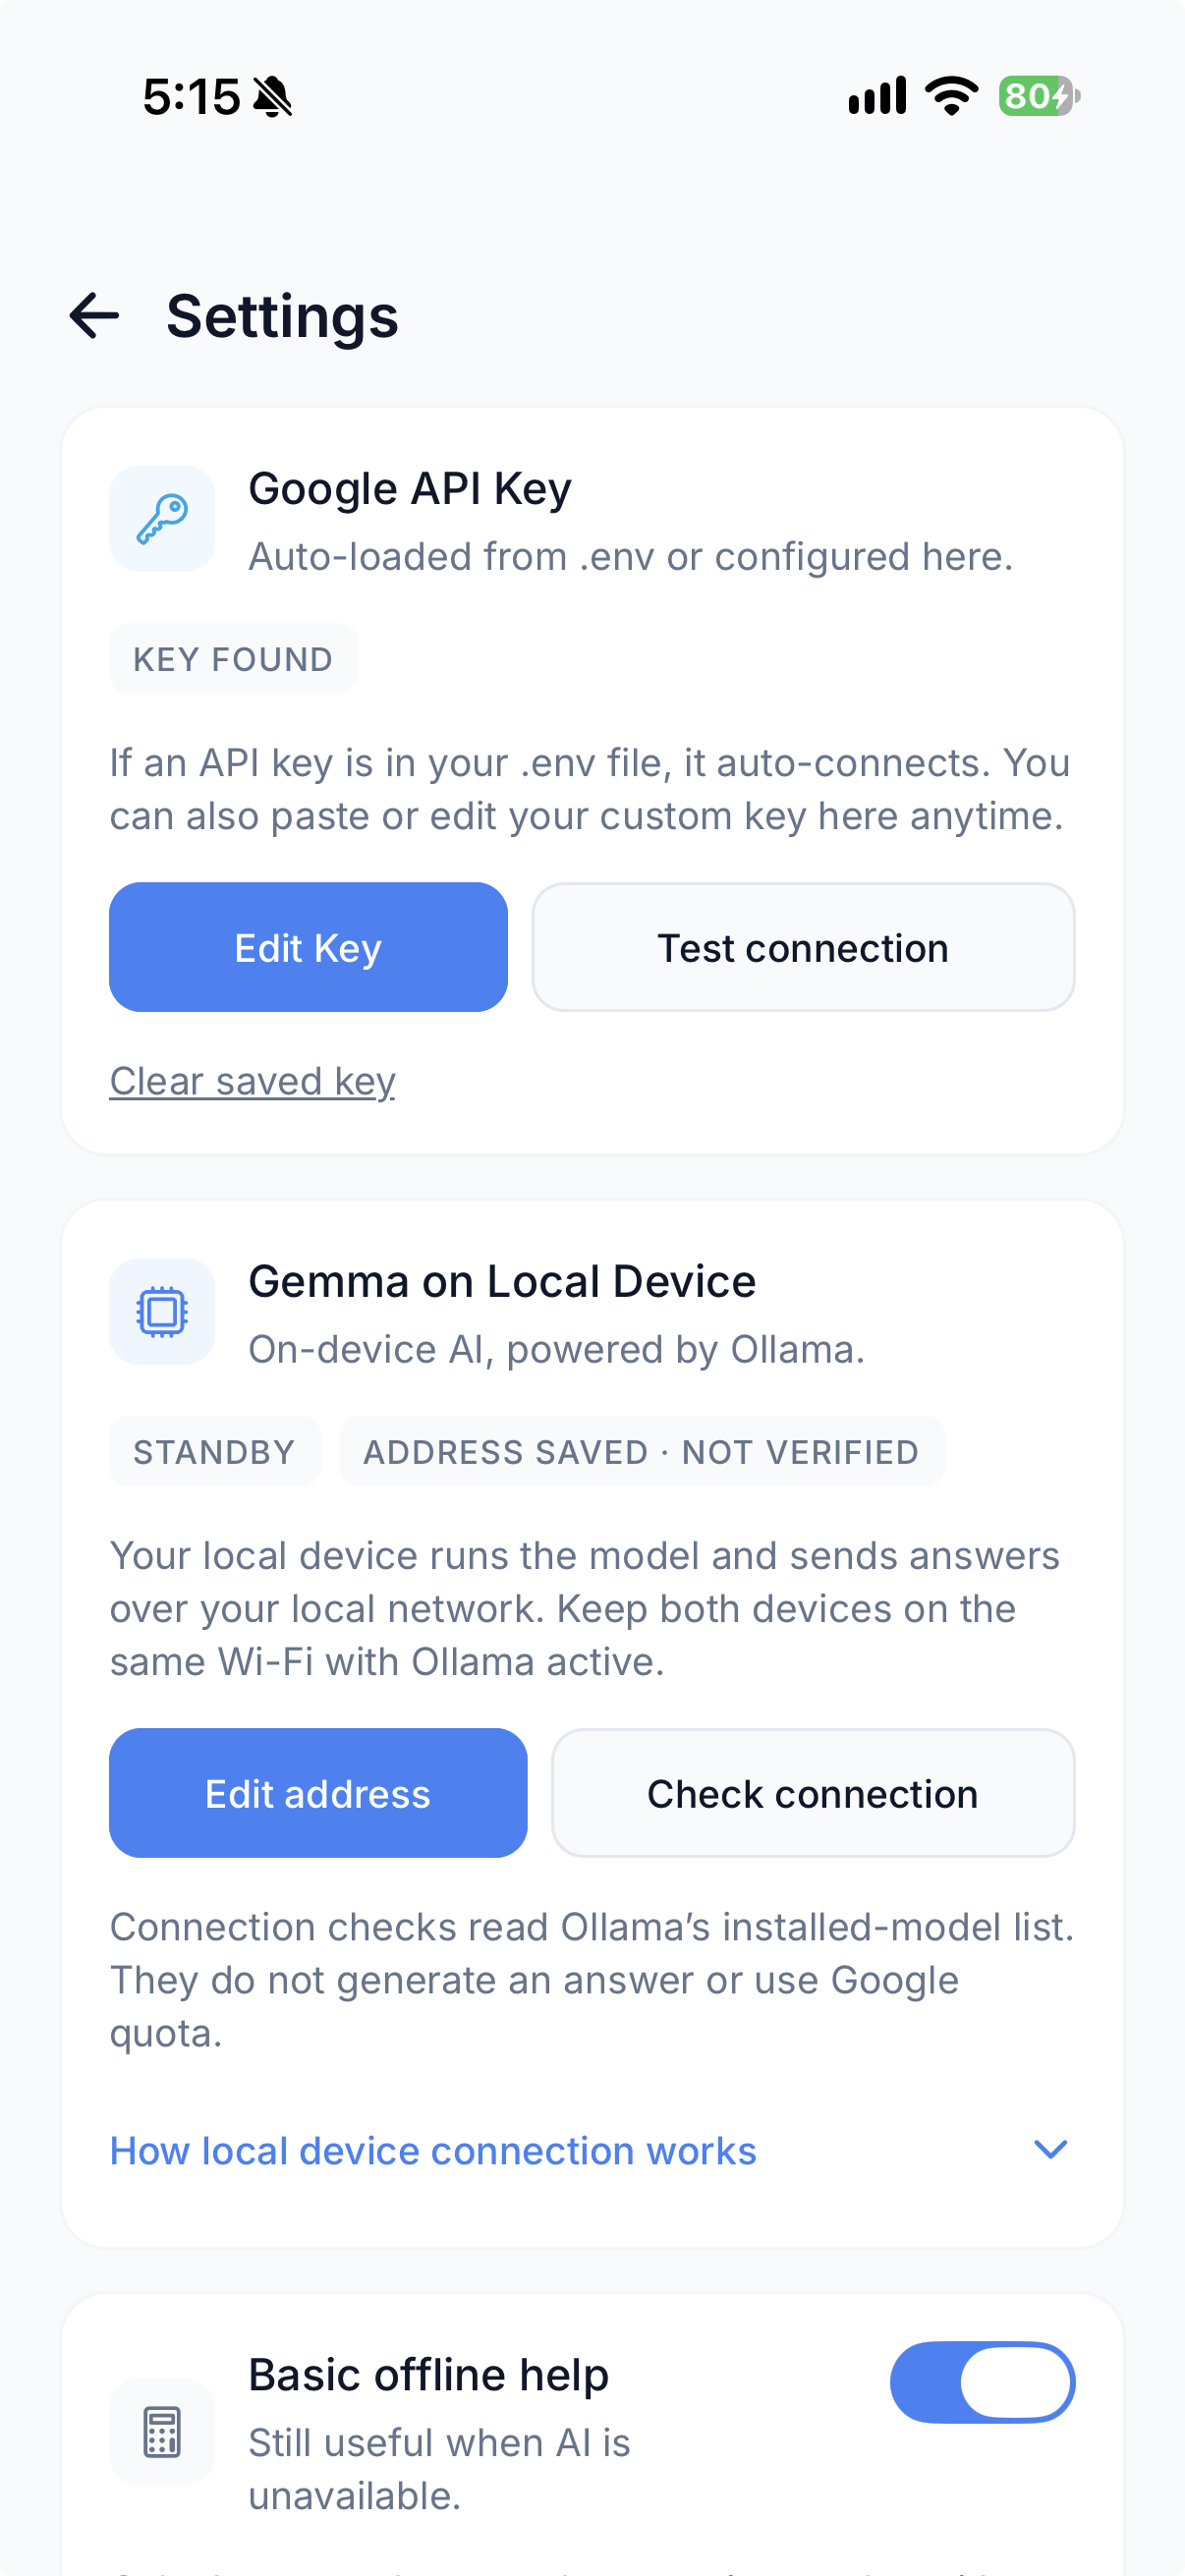 5:15
80
Settings
Google API Key
Auto-loaded from .env or configured here.
KEY FOUND
If an API key is in your .env file, it auto-connects. You
can also paste or edit your custom key here anytime.
Edit Key
Test connection
Clear saved key
Gemma on Local Device
On-device AI, powered by Ollama.
STANDBY
ADDRESS SAVED · NOT VERIFIED
Your local device runs the model and sends answers
over your local network. Keep both devices on the
same Wi-Fi with Ollama active.
Edit address
Check connection
Connection checks read Ollama’s installed-model list.
They do not generate an answer or use Google
quota.
How local device connection works
Basic offline help
Still useful when AI is
unavailable.